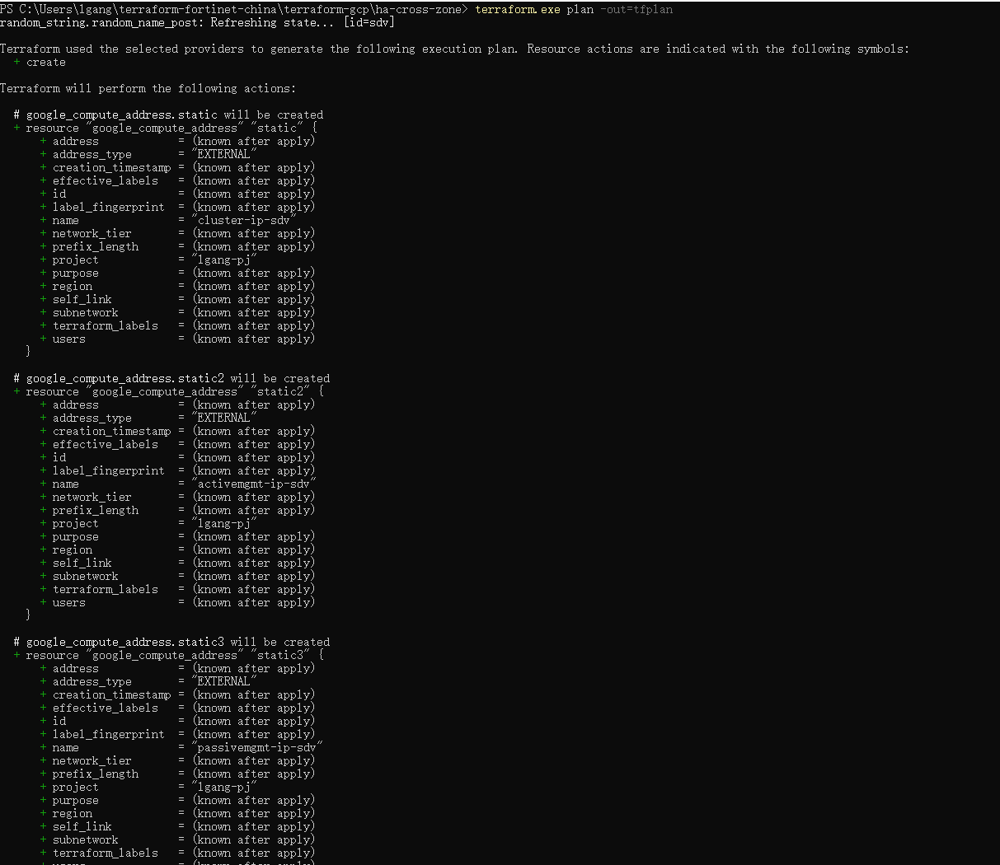 PS C:\Users\lgang\terraform-fortinet-china\terraform-gcp\ha-cross-zone> terraform.exe plan -out=tfplan
random_string.random_name_post: Refreshing state... [id=sdv]
Terraform used the selected providers to generate the following execution plan. Resource actions are indicated with the following symbols:
+ create
Terraform will perform the following actions:
# google_compute_address.static will be created
+ resource "google_compute_address" "static" {
+ address = (known after apply)
+ address_type = "EXTERNAL"
+ creation_timestamp = (known after apply)
+ effective_labels = (known after apply)
+ id = (known after apply)
+ label_fingerprint = (known after apply)
+ name = "cluster-ip-sdv"
+ network_tier = (known after apply)
+ prefix_length = (known after apply)
+ project = "lgang-pj"
+ purpose = (known after apply)
+ region = (known after apply)
+ self_link = (known after apply)
+ subnetwork = (known after apply)
+ terraform_labels = (known after apply)
+ users = (known after apply)
}
# google_compute_address.static2 will be created
+ resource "google_compute_address" "static2" {
+ address = (known after apply)
+ address_type = "EXTERNAL"
+ creation_timestamp = (known after apply)
+ effective_labels = (known after apply)
+ id = (known after apply)
+ label_fingerprint = (known after apply)
+ name = "activemgmt-ip-sdv"
+ network_tier = (known after apply)
+ prefix_length = (known after apply)
+ project = "lgang-pj"
+ purpose = (known after apply)
+ region = (known after apply)
+ self_link = (known after apply)
+ subnetwork = (known after apply)
+ terraform_labels = (known after apply)
+ users = (known after apply)
}
# google_compute_address.static3 will be created
+ resource "google_compute_address" "static3" {
+ address = (known after apply)
+ address_type = "EXTERNAL"
+ creation_timestamp = (known after apply)
+ effective_labels = (known after apply)
+ id = (known after apply)
+ label_fingerprint = (known after apply)
+ name = "passivemgmt-ip-sdv"
+ network_tier = (known after apply)
+ prefix_length = (known after apply)
+ project = "lgang-pj"
+ purpose = (known after apply)
+ region = (known after apply)
+ self_link = (known after apply)
+ subnetwork = (known after apply)
+ terraform_labels = (known after apply)